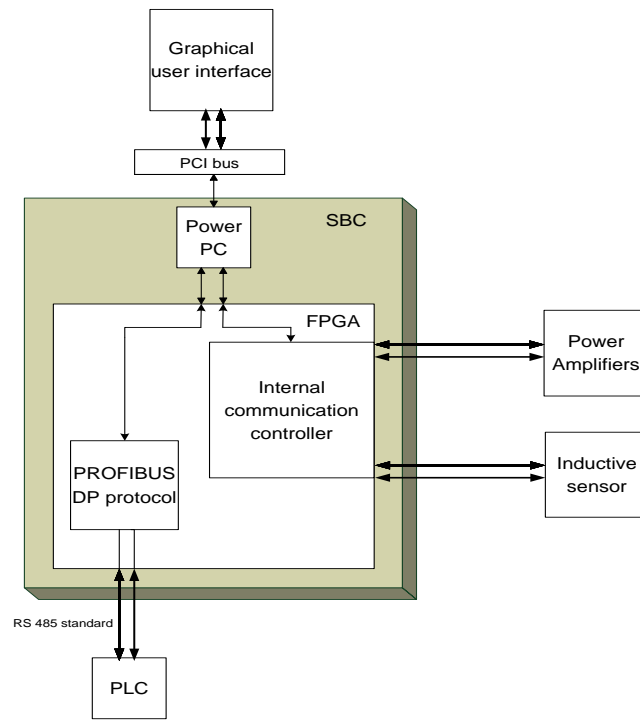 Graphical
user interface
PCI bus
SBC
Power
PC
FPGA
Power
Amplifiers
Internal
communication
controller
PROFIBUS
DP protocol
Inductive
sensor
RS 485 standard
PLC